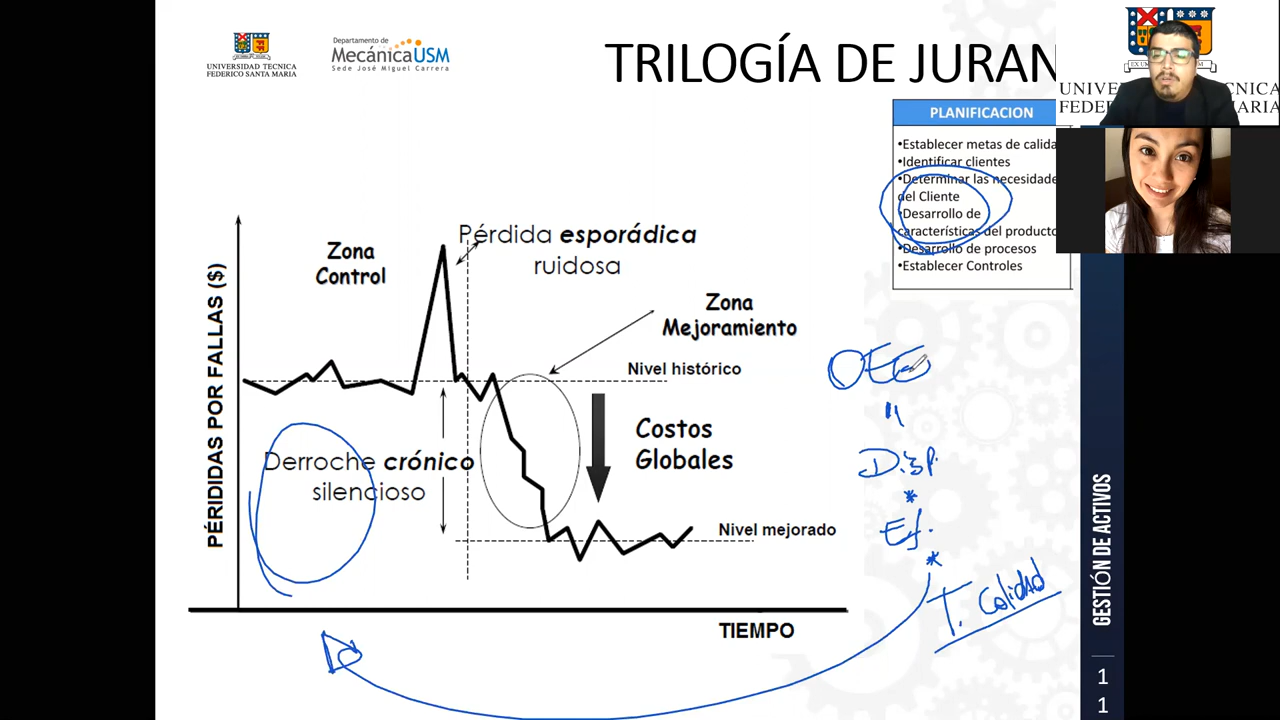 UNIVERSIDAD TECNICA
FEDERICO SANTA MARIA
Departamento de
MecánicaUSM
Sede José Miguel Carrera
TRILOGÍA DE JURAN
PLANIFICACION
•Establecer metas de calida
•Identificar clientes
•Determinar las necesidade
del Cliente
•Desarrollo de
características del producto
•Desarrollo de procesos
•Establecer Controles
Zona
Control
Pérdida esporádica
ruidosa
Zona
Mejoramiento
Nivel histórico
Costos
Globales
Derroche crónico
silencioso
Nivel mejorado
PÉRIDIDAS POR FALLAS ($)
TIEMPO
OEE
=
Disp.
*
Ef.
*
T. Calidad
GESTIÓN DE ACTIVOS
1
1